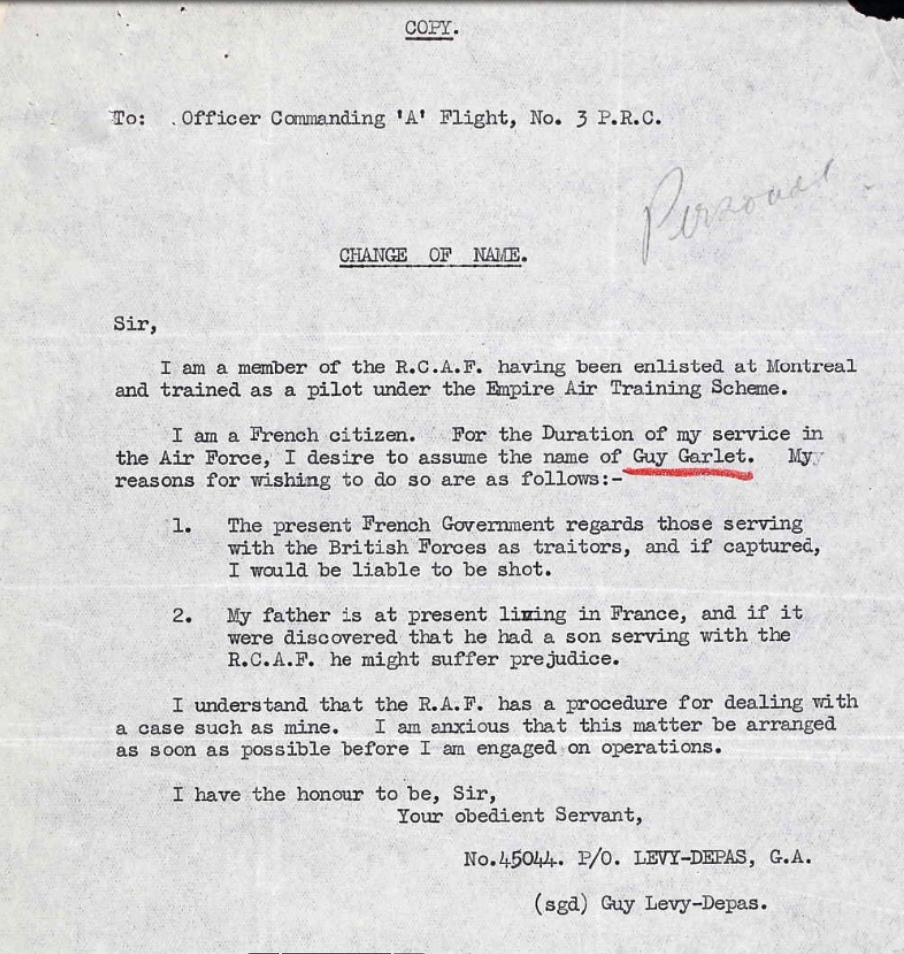 COPY.
To: Officer Commanding 'A' Flight, No. 3 P.R.C.
Personal
CHANGE OF NAME.
Sir,
I am a member of the R.C.A.F. having been enlisted at Montreal
and trained as a pilot under the Empire Air Training Scheme.
I am a French citizen. For the Duration of my service in
the Air Force, I desire to assume the name of Guy Garlet. My
reasons for wishing to do so are as follows:-
1. The present French Government regards those serving
with the British Forces as traitors, and if captured,
I would be liable to be shot.
2. My father is at present living in France, and if it
were discovered that he had a son serving with the
R.C.A.F. he might suffer prejudice.
I understand that the R.A.F. has a procedure for dealing with
a case such as mine. I am anxious that this matter be arranged
as soon as possible before I am engaged on operations.
I have the honour to be, Sir,
Your obedient Servant,
No.45044. P/O. LEVY-DEPAS, G.A.
(sgd) Guy Levy-Depas.